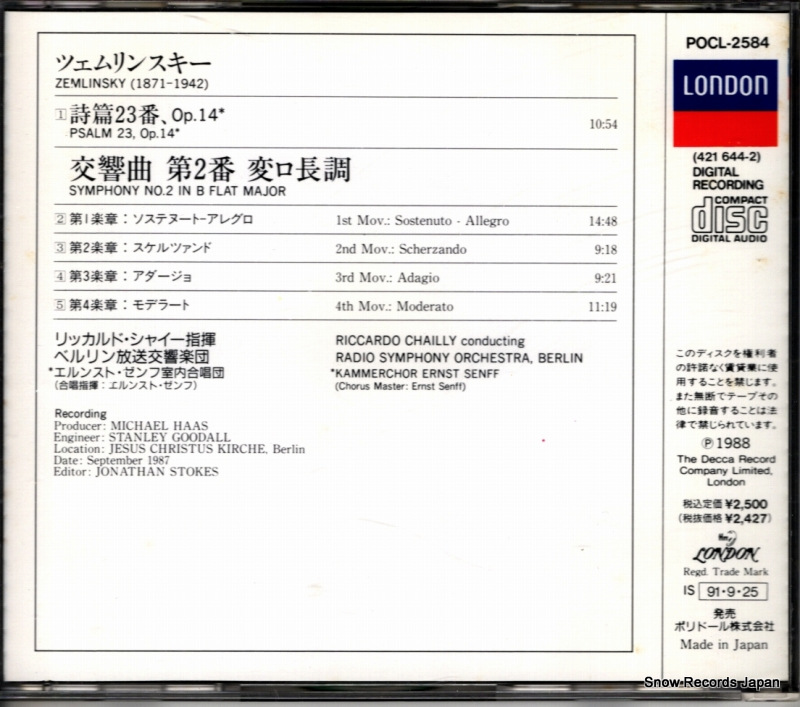 ツェムリンスキー
ZEMLINSKY (1871-1942)
1 詩篇23番、Op.14* 10:54
PSALM 23, Op.14*
交響曲 第2番 変ロ長調
SYMPHONY NO.2 IN B FLAT MAJOR
2 第1楽章：ソステヌート-アレグロ 1st Mov.: Sostenuto - Allegro 14:48
3 第2楽章：スケルツァンド 2nd Mov.: Scherzando 9:18
4 第3楽章：アダージョ 3rd Mov.: Adagio 9:21
5 第4楽章：モデラート 4th Mov.: Moderato 11:19
リッカルド・シャイー指揮 RICCARDO CHAILLY conducting
ベルリン放送交響楽団 RADIO SYMPHONY ORCHESTRA, BERLIN
*エルンスト・ゼンフ室内合唱団 *KAMMERCHOR ERNST SENFF
(合唱指揮：エルンスト・ゼンフ) (Chorus Master: Ernst Senff)
Recording
Producer: MICHAEL HAAS
Engineer: STANLEY GOODALL
Location: JESUS CHRISTUS KIRCHE, Berlin
Date: September 1987
Editor: JONATHAN STOKES
POCL-2584
LONDON
(421 644-2)
DIGITAL
RECORDING
COMPACT
disc
DIGITAL AUDIO
このディスクを権利者
の許諾なく賃貸業に使
用することを禁じます。
また無断でテープその
他に録音することは法
律で禁じられています。
Ⓟ1988
The Decca Record
Company Limited,
London
税込定価¥2,500
(税抜価格¥2,427)
LONDON
Regd. Trade Mark
IS 91・9・25
発売
ポリドール株式会社
Made in Japan
Snow Records Japan